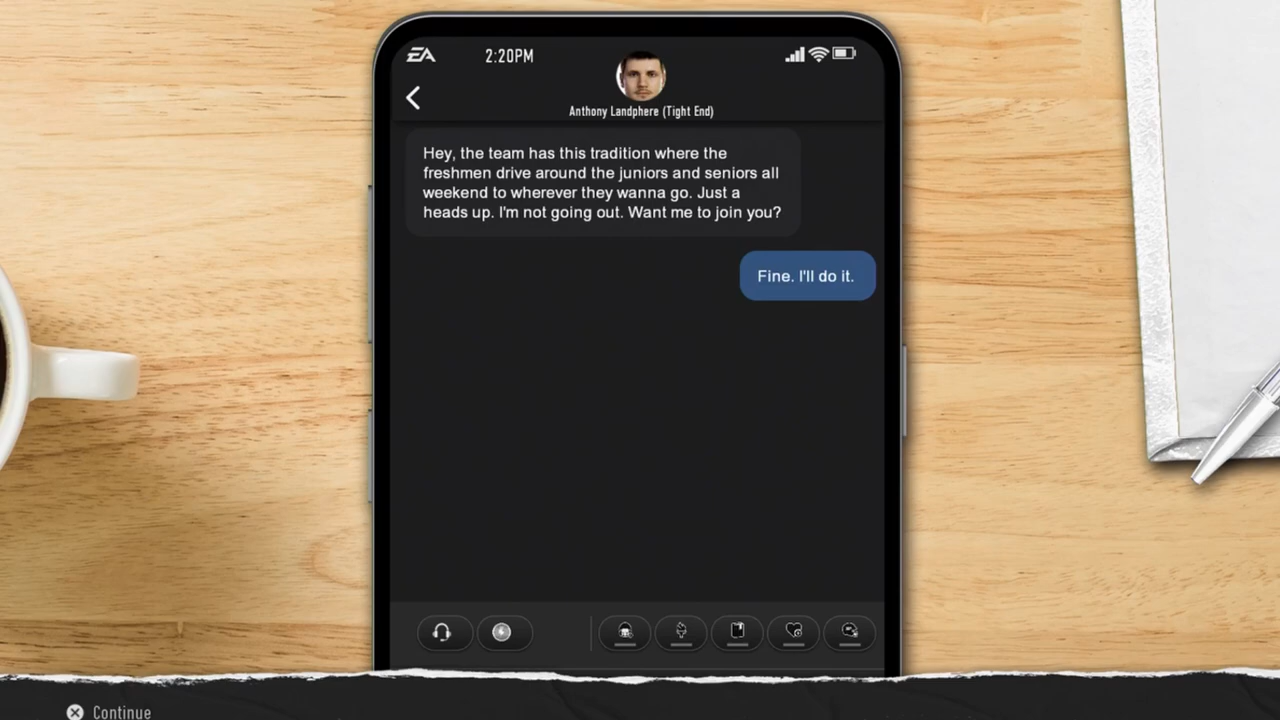 EA
2:20PM
Anthony Landphere (Tight End)
Hey, the team has this tradition where the
freshmen drive around the juniors and seniors all
weekend to wherever they wanna go. Just a
heads up. I'm not going out. Want me to join you?
Fine. I'll do it.
Continue